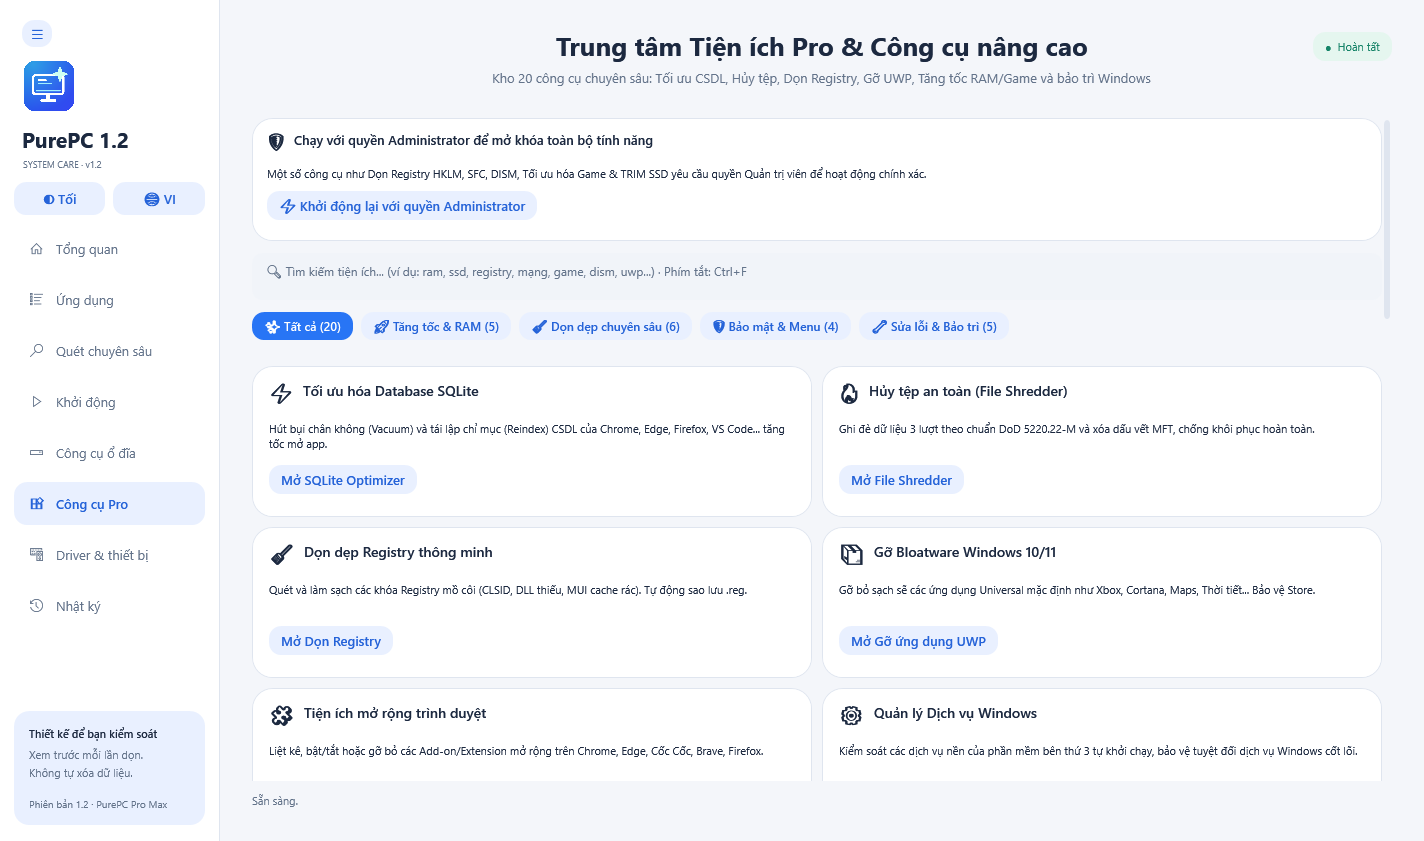 PurePC 1.2
SYSTEM CARE · v1.2
Tối
VI
Tổng quan
Ứng dụng
Quét chuyên sâu
Khởi động
Công cụ ổ đĩa
Công cụ Pro
Driver & thiết bị
Nhật ký
Thiết kế để bạn kiểm soát
Xem trước mỗi lần dọn.
Không tự xóa dữ liệu.
Phiên bản 1.2 · PurePC Pro Max
Trung tâm Tiện ích Pro & Công cụ nâng cao
Kho 20 công cụ chuyên sâu: Tối ưu CSDL, Hủy tệp, Dọn Registry, Gỡ UWP, Tăng tốc RAM/Game và bảo trì Windows
● Hoàn tất
Chạy với quyền Administrator để mở khóa toàn bộ tính năng
Một số công cụ như Dọn Registry HKLM, SFC, DISM, Tối ưu hóa Game & TRIM SSD yêu cầu quyền Quản trị viên để hoạt động chính xác.
Khởi động lại với quyền Administrator
Tìm kiếm tiện ích... (ví dụ: ram, ssd, registry, mạng, game, dism, uwp...) · Phím tắt: Ctrl+F
Tất cả (20)
Tăng tốc & RAM (5)
Dọn dẹp chuyên sâu (6)
Bảo mật & Menu (4)
Sửa lỗi & Bảo trì (5)
Tối ưu hóa Database SQLite
Hút bụi chân không (Vacuum) và tái lập chỉ mục (Reindex) CSDL của Chrome, Edge, Firefox, VS Code... tăng
tốc mở app.
Mở SQLite Optimizer
Hủy tệp an toàn (File Shredder)
Ghi đè dữ liệu 3 lượt theo chuẩn DoD 5220.22-M và xóa dấu vết MFT, chống khôi phục hoàn toàn.
Mở File Shredder
Dọn dẹp Registry thông minh
Quét và làm sạch các khóa Registry mồ côi (CLSID, DLL thiếu, MUI cache rác). Tự động sao lưu .reg.
Mở Dọn Registry
Gỡ Bloatware Windows 10/11
Gỡ bỏ sạch sẽ các ứng dụng Universal mặc định như Xbox, Cortana, Maps, Thời tiết... Bảo vệ Store.
Mở Gỡ ứng dụng UWP
Tiện ích mở rộng trình duyệt
Liệt kê, bật/tắt hoặc gỡ bỏ các Add-on/Extension mở rộng trên Chrome, Edge, Cốc Cốc, Brave, Firefox.
Quản lý Dịch vụ Windows
Kiểm soát các dịch vụ nền của phần mềm bên thứ 3 tự khởi chạy, bảo vệ tuyệt đối dịch vụ Windows cốt lõi.
Sẵn sàng.